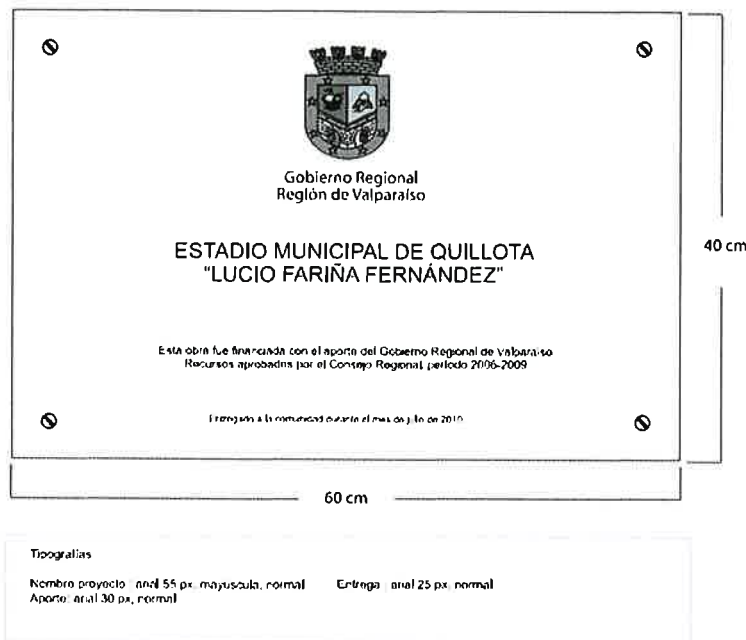 Gobierno Regional
Región de Valparaíso
ESTADIO MUNICIPAL DE QUILLOTA
"LUCIO FARIÑA FERNÁNDEZ"
40 cm
Esta obra fue financiada con el aporte del Gobierno Regional de Valparaíso
Recursos aprobados por el Consejo Regional, período 2006-2009
Entregado a la comunidad durante el mes de julio de 2010
60 cm
Tipografías
Nombre proyecto : arial 55 px, mayuscula, normal Entrega : arial 25 px, normal
Aporte: arial 30 px, normal